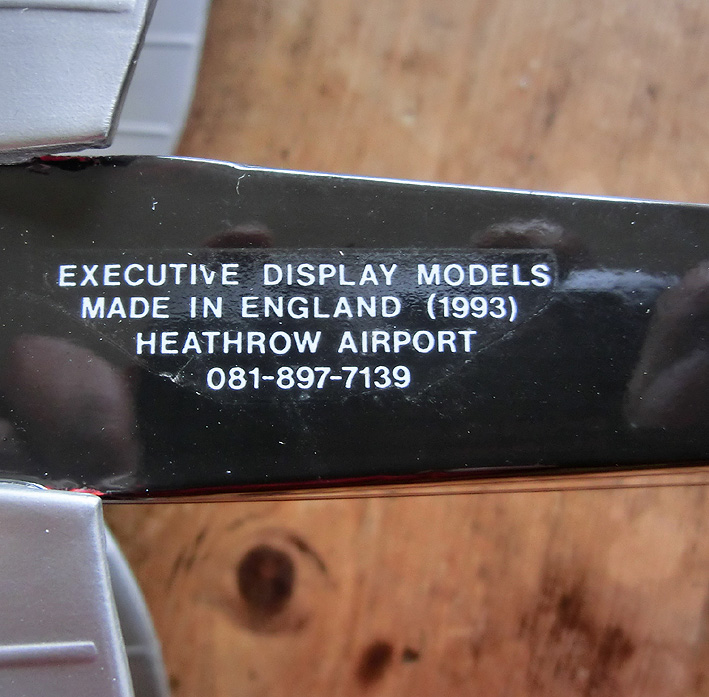 EXECUTIVE DISPLAY MODELS
MADE IN ENGLAND (1993)
HEATHROW AIRPORT
081-897-7139